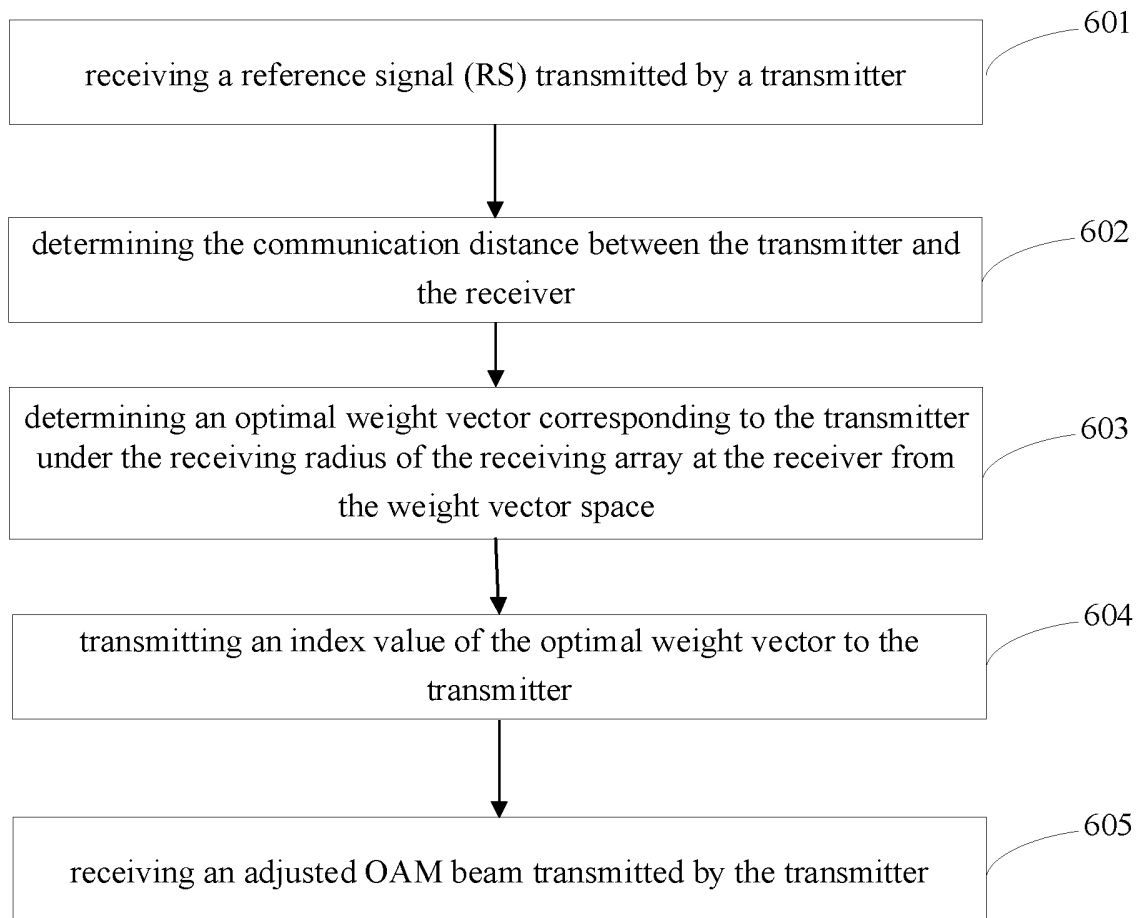 601
receiving a reference signal (RS) transmitted by a transmitter
602
determining the communication distance between the transmitter and
the receiver
603
determining an optimal weight vector corresponding to the transmitter
under the receiving radius of the receiving array at the receiver from
the weight vector space
604
transmitting an index value of the optimal weight vector to the
transmitter
605
receiving an adjusted OAM beam transmitted by the transmitter